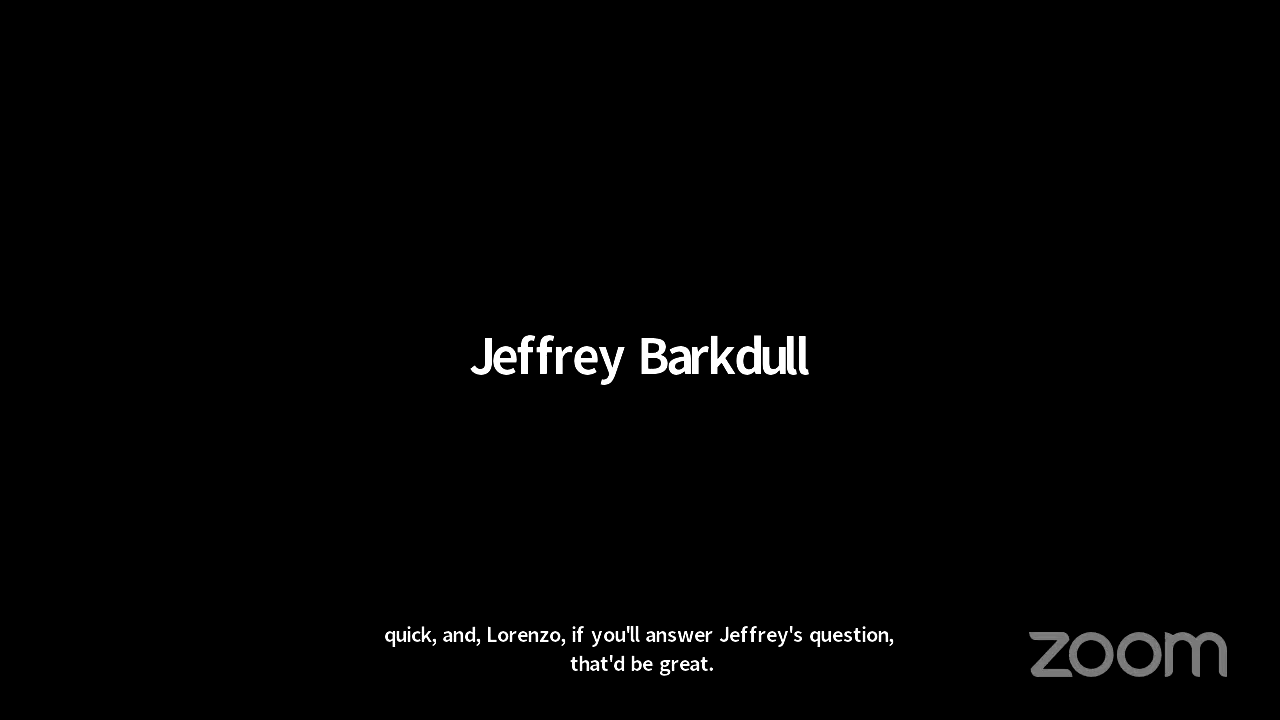 Jeffrey Barkdull
quick, and, Lorenzo, if you'll answer Jeffrey's question,
that'd be great.
zoom